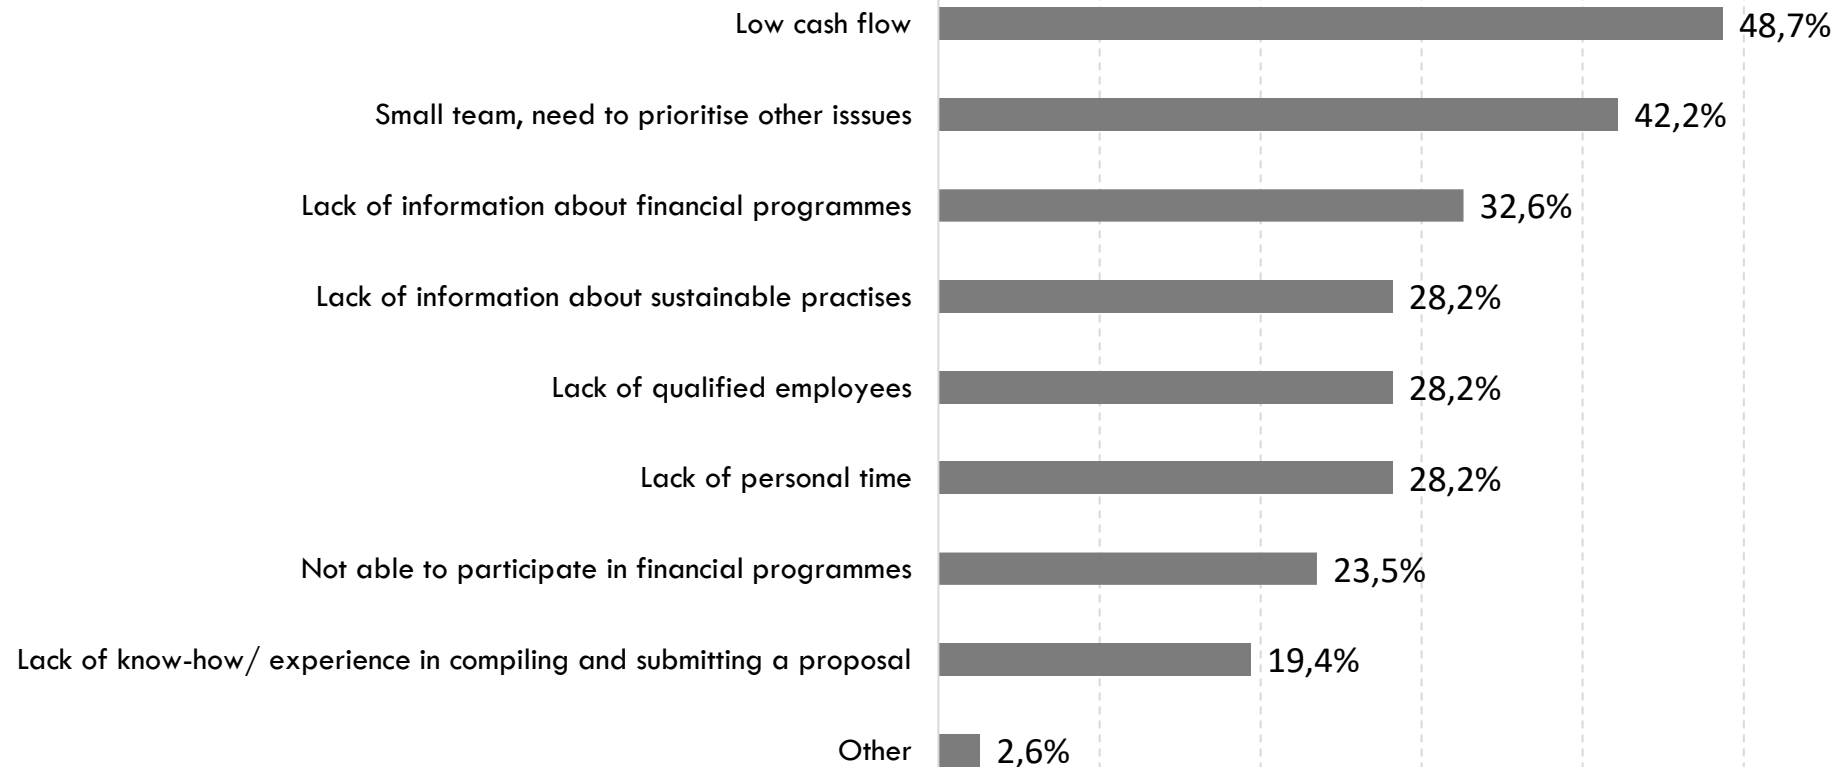 Low cash flow 48,7%
Small team, need to prioritise other isssues 42,2%
Lack of information about financial programmes 32,6%
Lack of information about sustainable practises 28,2%
Lack of qualified employees 28,2%
Lack of personal time 28,2%
Not able to participate in financial programmes 23,5%
Lack of know-how/ experience in compiling and submitting a proposal 19,4%
Other 2,6%